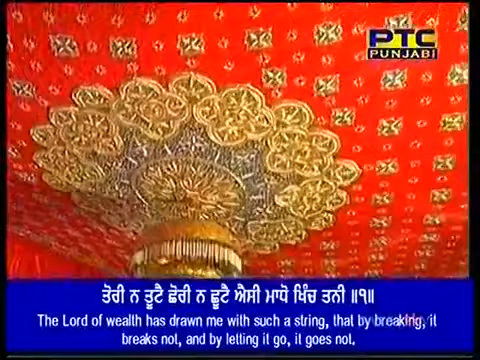 PTC
PUNJABI
ਤੋਰੀ ਨ ਤੂਟੈ ਛੋਰੀ ਨ ਛੂਟੈ ਐਸੀ ਮਾਧੋ ਖਿੰਚ ਤਨੀ ॥੧॥
The Lord of wealth has drawn me with such a string, that by breaking, it
breaks not, and by letting it go, it goes not.